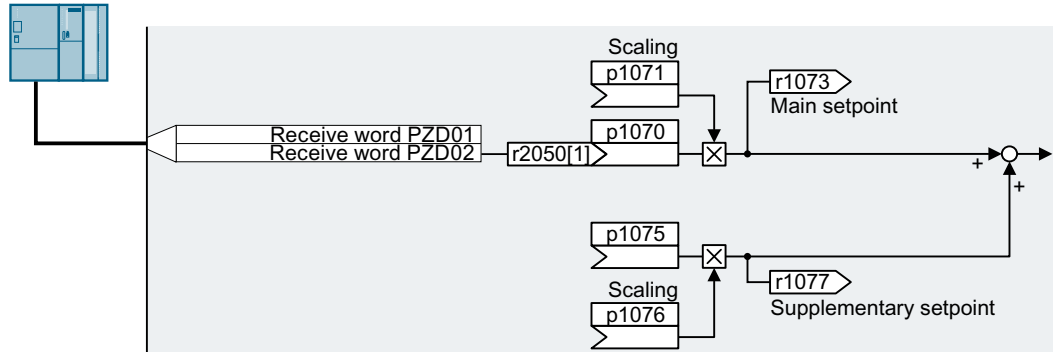 Scaling
p1071
r1073
Main setpoint
Receive word PZD01
p1070
Receive word PZD02
r2050[1]
+
+
p1075
r1077
Scaling
Supplementary setpoint
p1076